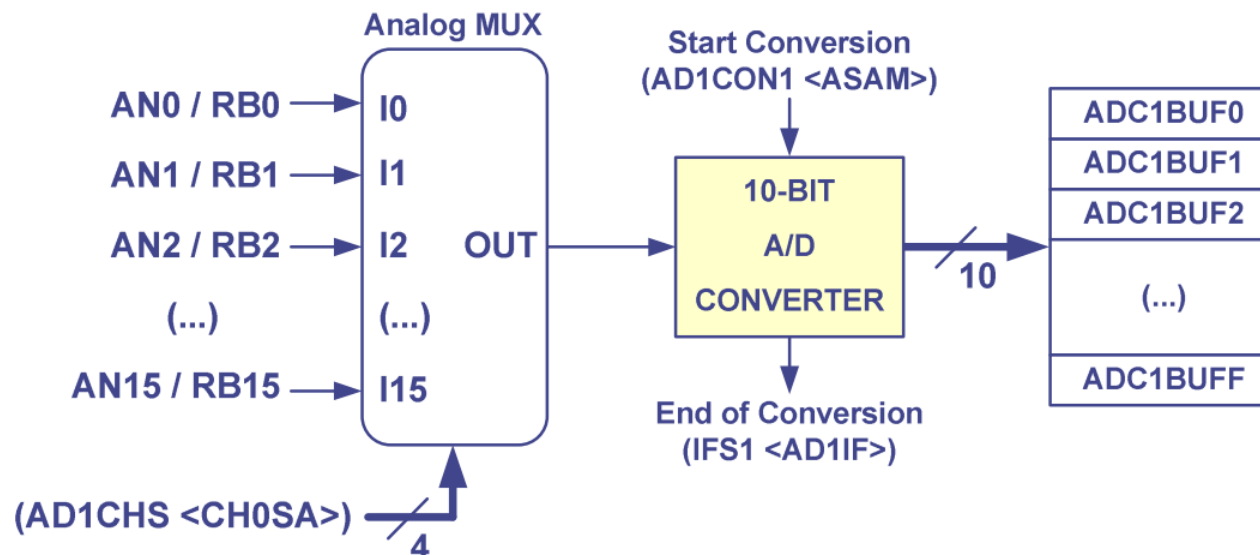 Analog MUX
AN0 / RB0
AN1 / RB1
AN2 / RB2
(...)
AN15 / RB15
I0
I1
I2
(...)
I15
OUT
(AD1CHS <CH0SA>)
4
Start Conversion
(AD1CON1 <ASAM>)
10-BIT
A/D
CONVERTER
End of Conversion
(IFS1 <AD1IF>)
10
ADC1BUF0
ADC1BUF1
ADC1BUF2
(...)
ADC1BUFF